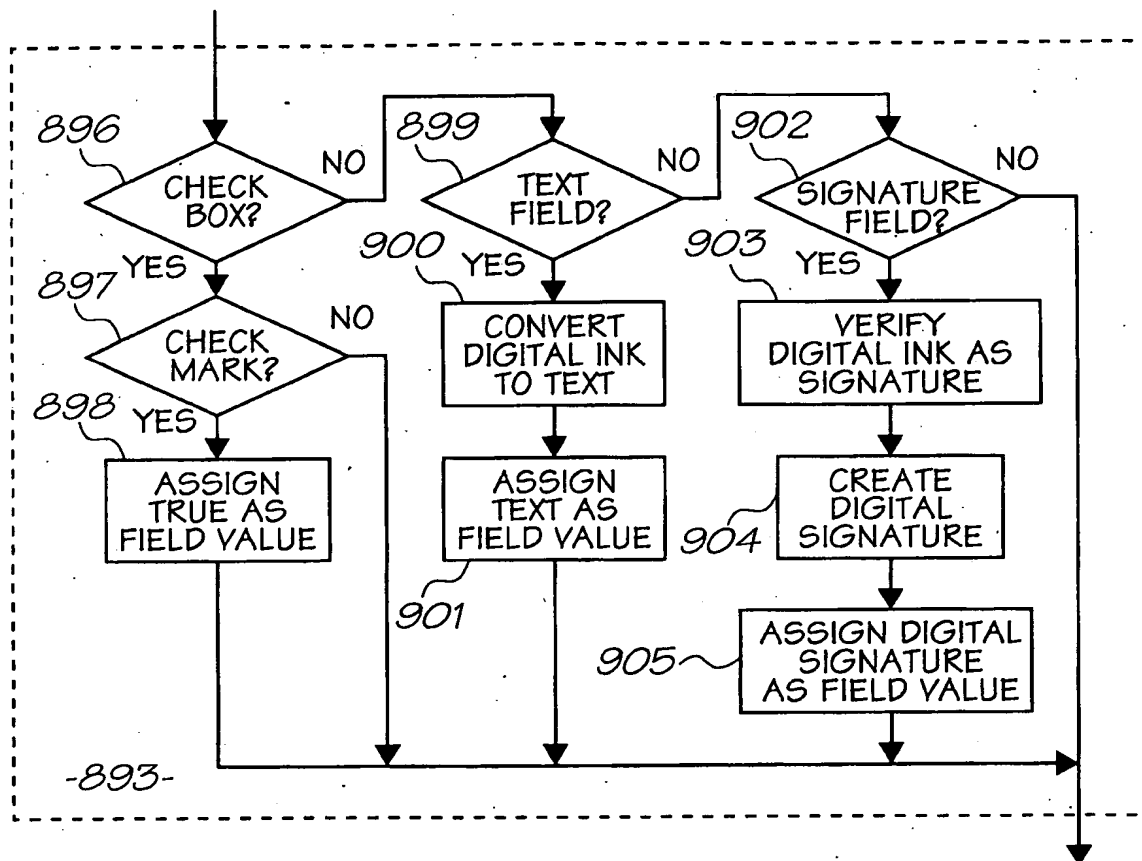 896
CHECK
BOX?
NO
YES
897
CHECK
MARK?
NO
YES
898
ASSIGN
TRUE AS
FIELD VALUE
899
TEXT
FIELD?
NO
YES
900
CONVERT
DIGITAL INK
TO TEXT
ASSIGN
TEXT AS
FIELD VALUE
901
902
SIGNATURE
FIELD?
NO
YES
903
VERIFY
DIGITAL INK AS
SIGNATURE
CREATE
DIGITAL
SIGNATURE
904
ASSIGN DIGITAL
SIGNATURE
AS FIELD VALUE
905
-893-